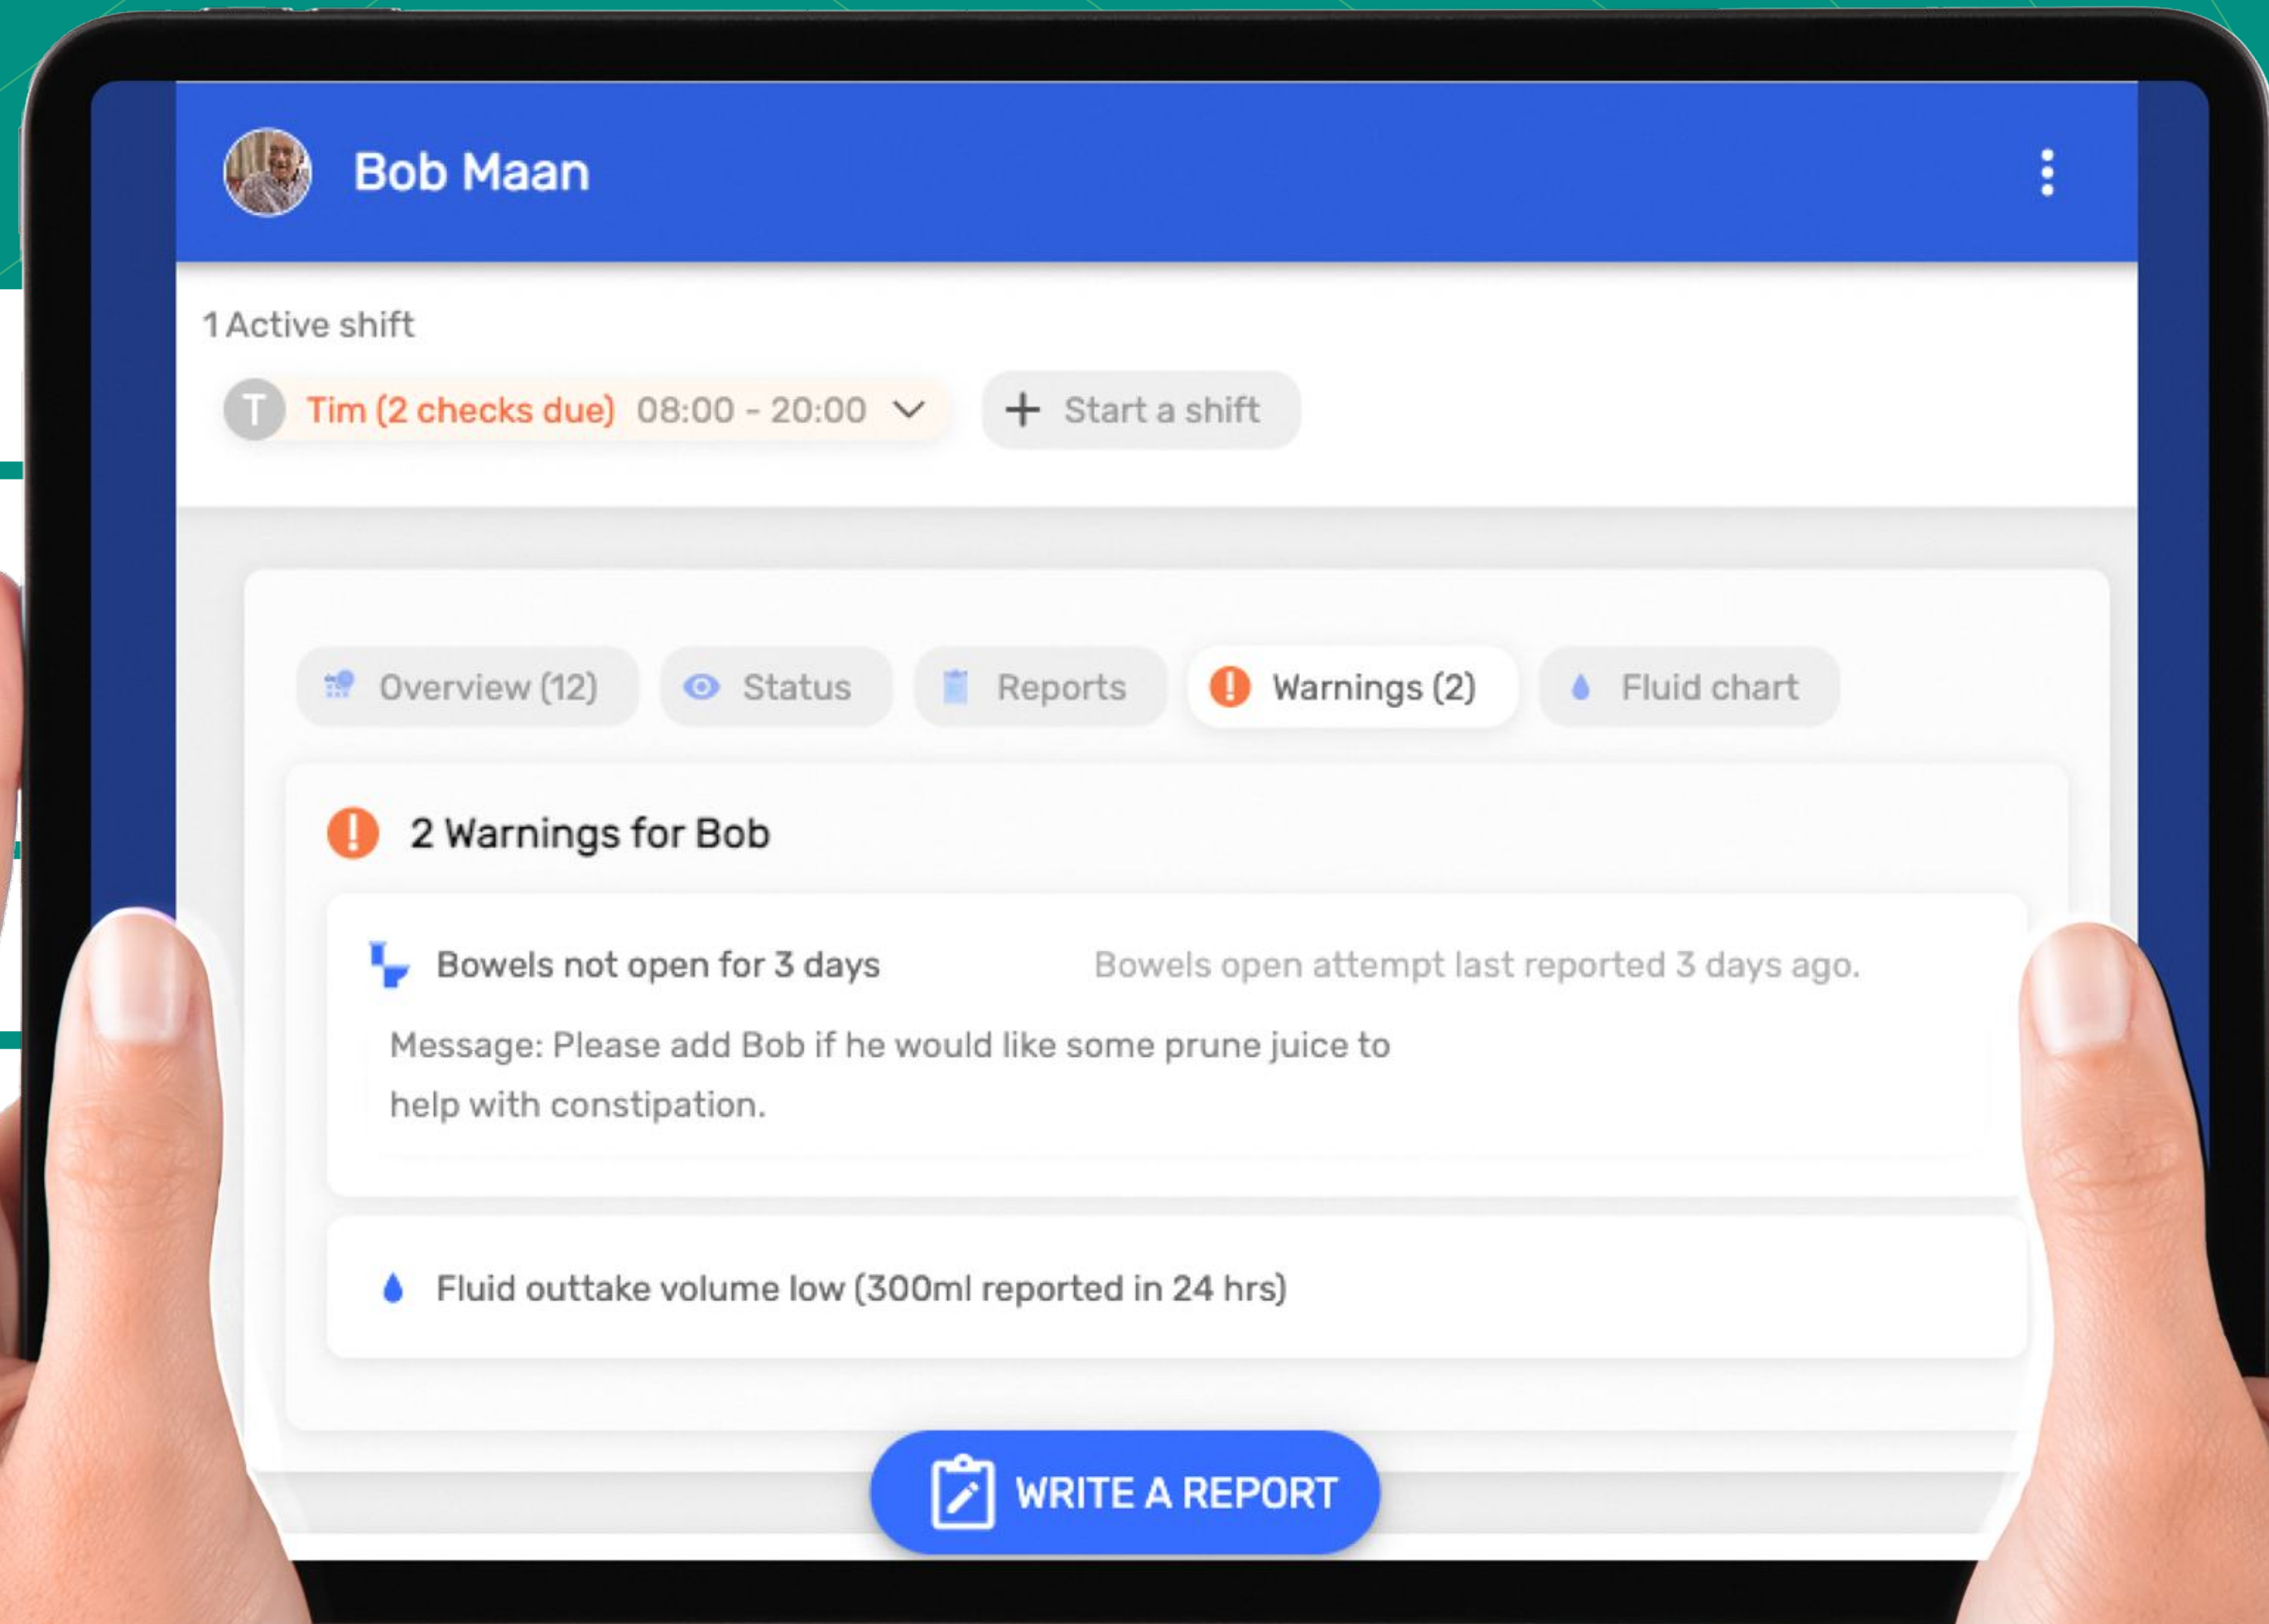 Bob Maan
1 Active shift
T Tim (2 checks due) 08:00 - 20:00 + Start a shift
Overview (12) Status Reports Warnings (2) Fluid chart
2 Warnings for Bob
Bowels not open for 3 days Bowels open attempt last reported 3 days ago.
Message: Please add Bob if he would like some prune juice to
help with constipation.
Fluid outtake volume low (300ml reported in 24 hrs)
WRITE A REPORT